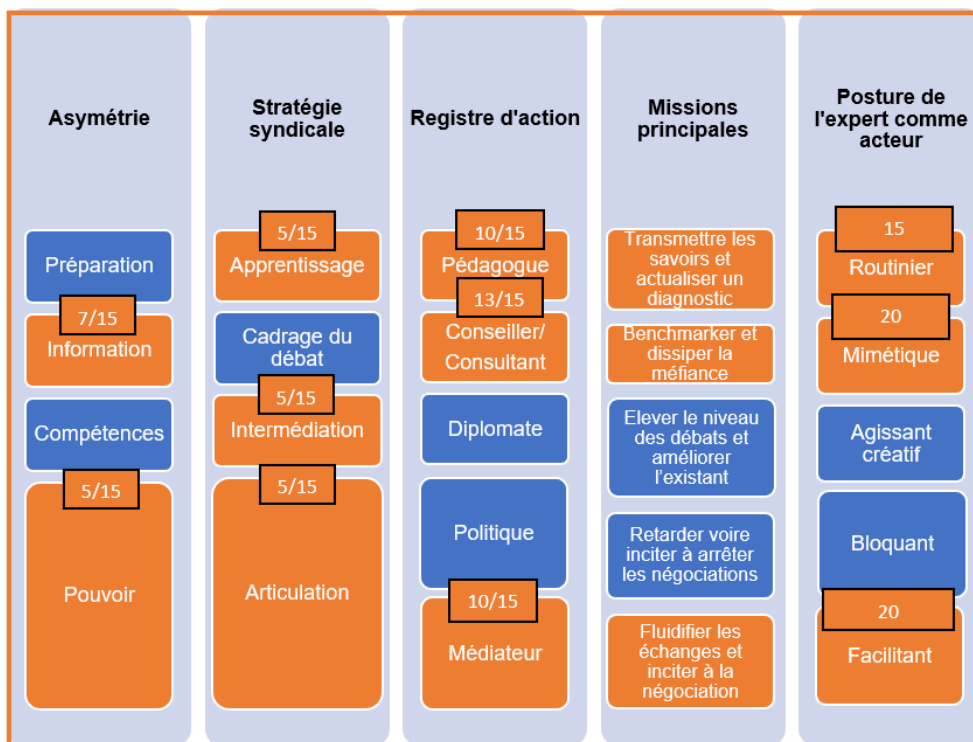 Asymétrie
Préparation
7/15
Information
Compétences
5/15
Pouvoir
Stratégie
syndicale
5/15
Apprentissage
Cadrage du
débat
5/15
Intermédiation
5/15
Articulation
Registre d'action
10/15
Pédagogue
13/15
Conseiller/
Consultant
Diplomate
Politique
10/15
Médiateur
Missions
principales
Transmettre les
savoirs et
actualiser un
diagnostic
Benchmarker et
dissiper la
méfiance
Elever le niveau
des débats et
améliorer
l’existant
Retarder voire
inciter à arrêter
les négociations
Fluidifier les
échanges et
inciter à la
négociation
Posture de
l'expert comme
acteur
15
Routinier
20
Mimétique
Agissant
créatif
Bloquant
20
Facilitant